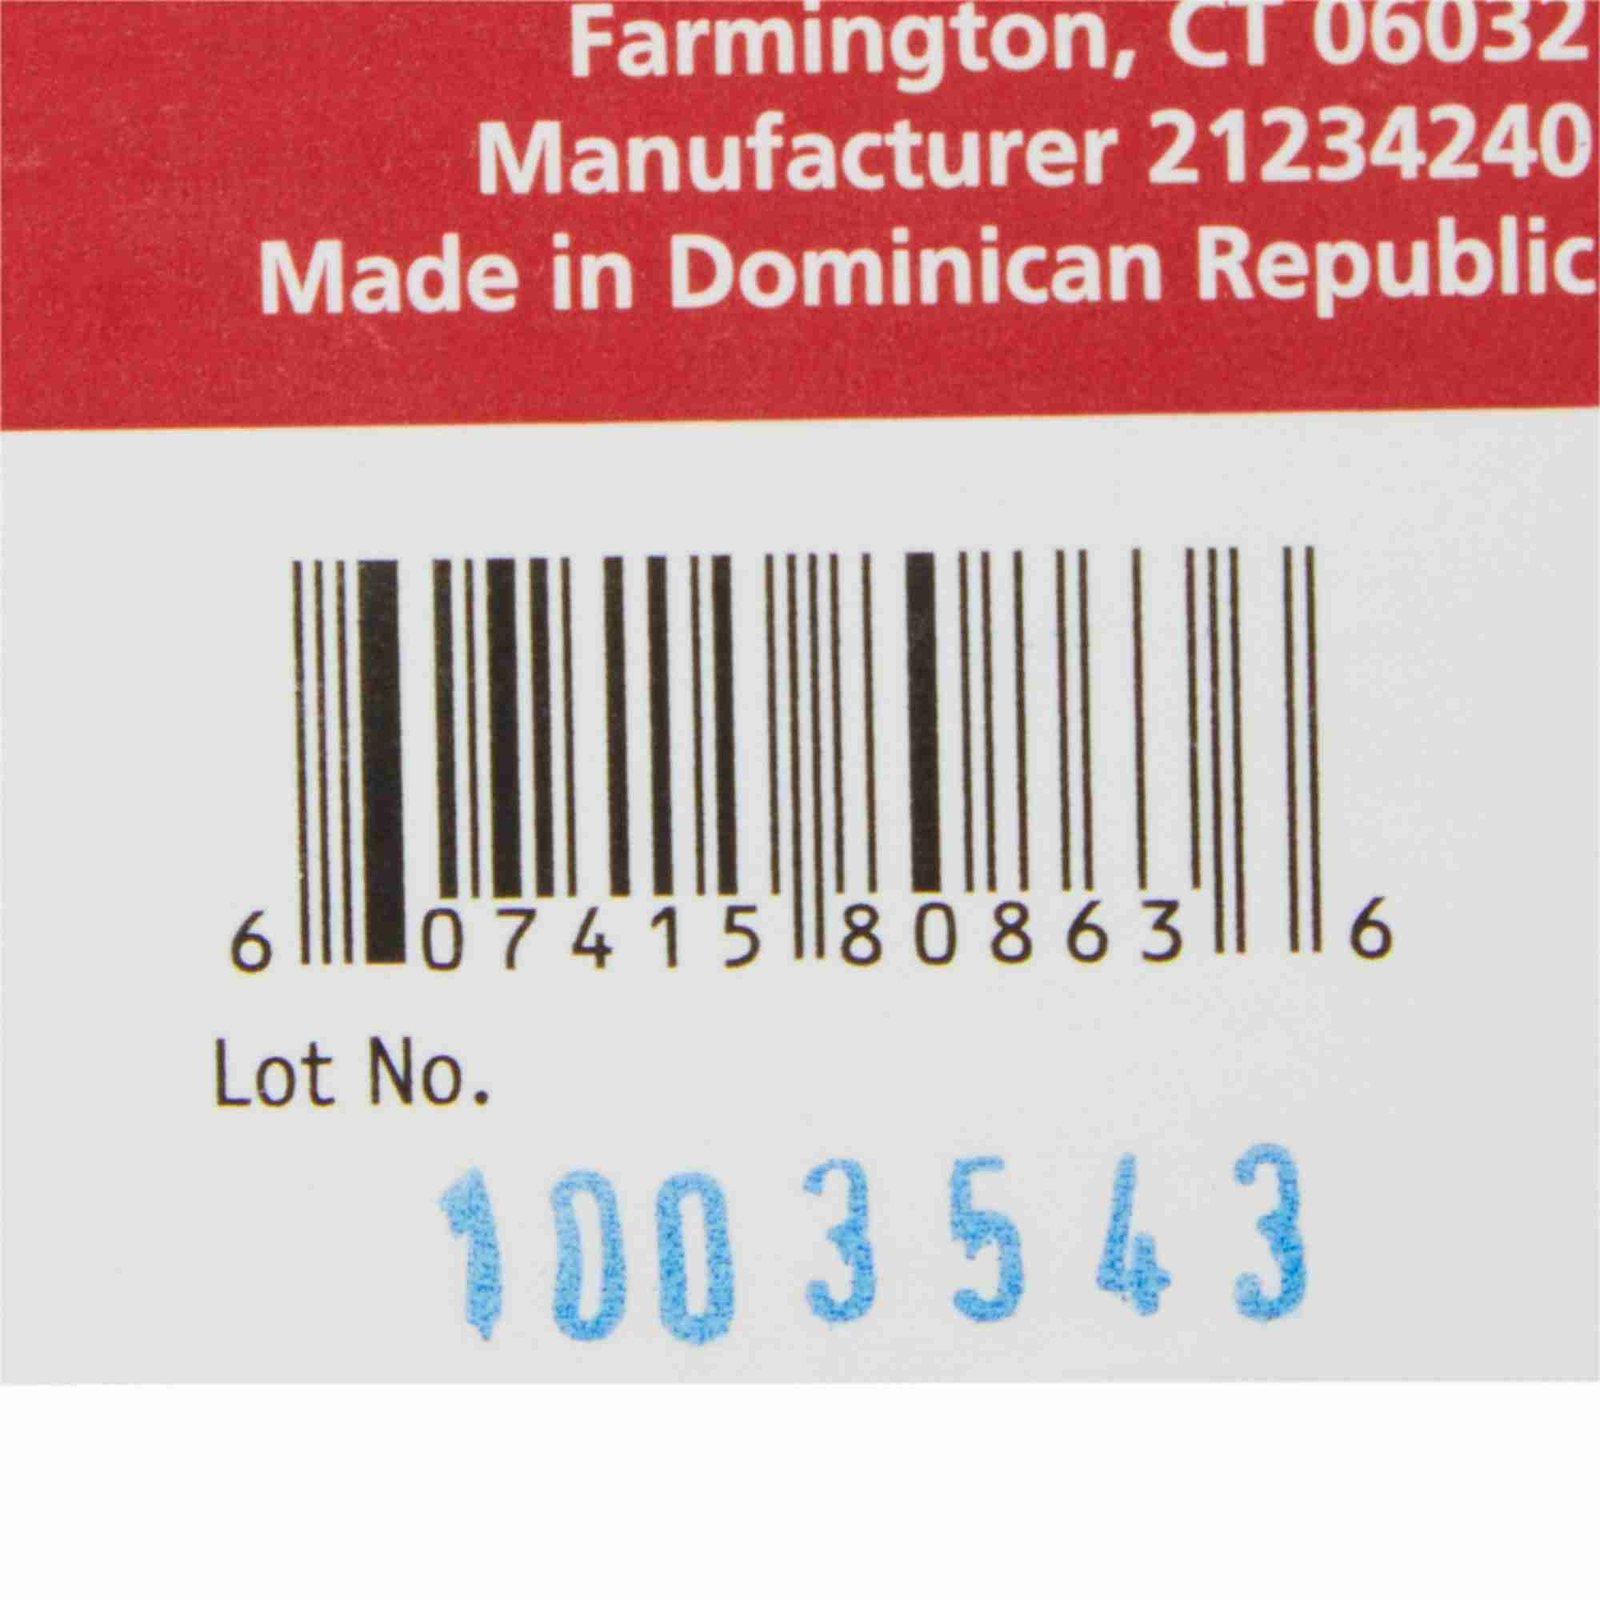 Farmington, CT 06032
Manufacturer 21234240
Made in Dominican Republic
6 07415 80863 6
Lot No.
1003543